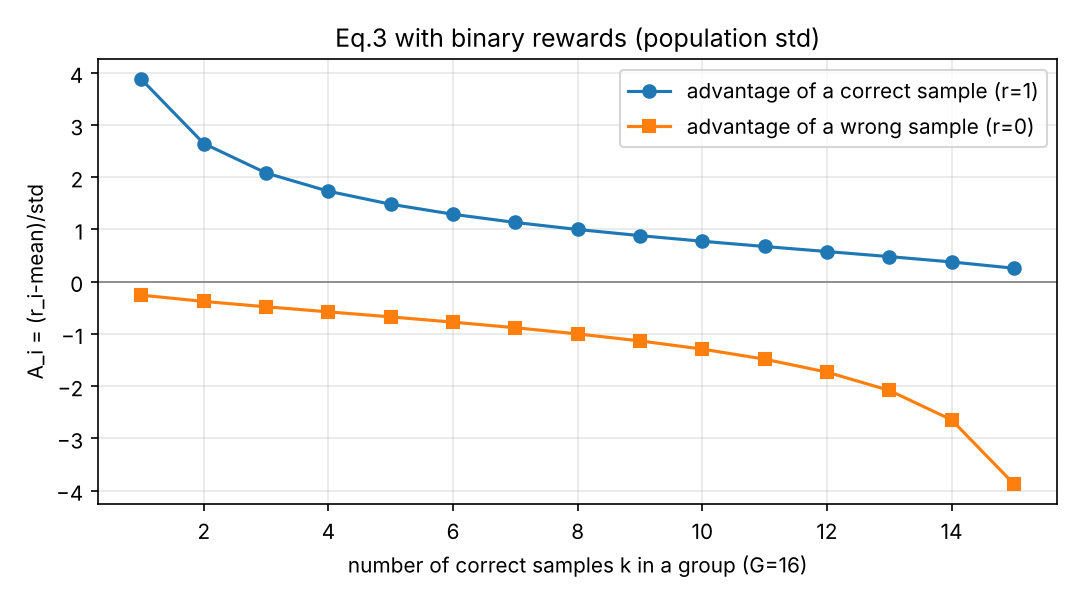 Eq.3 with binary rewards (population std)
advantage of a correct sample (r=1)
advantage of a wrong sample (r=0)
A_i = (r_i-mean)/std
4
3
2
1
0
−1
−2
−3
−4
2 4 6 8 10 12 14
number of correct samples k in a group (G=16)